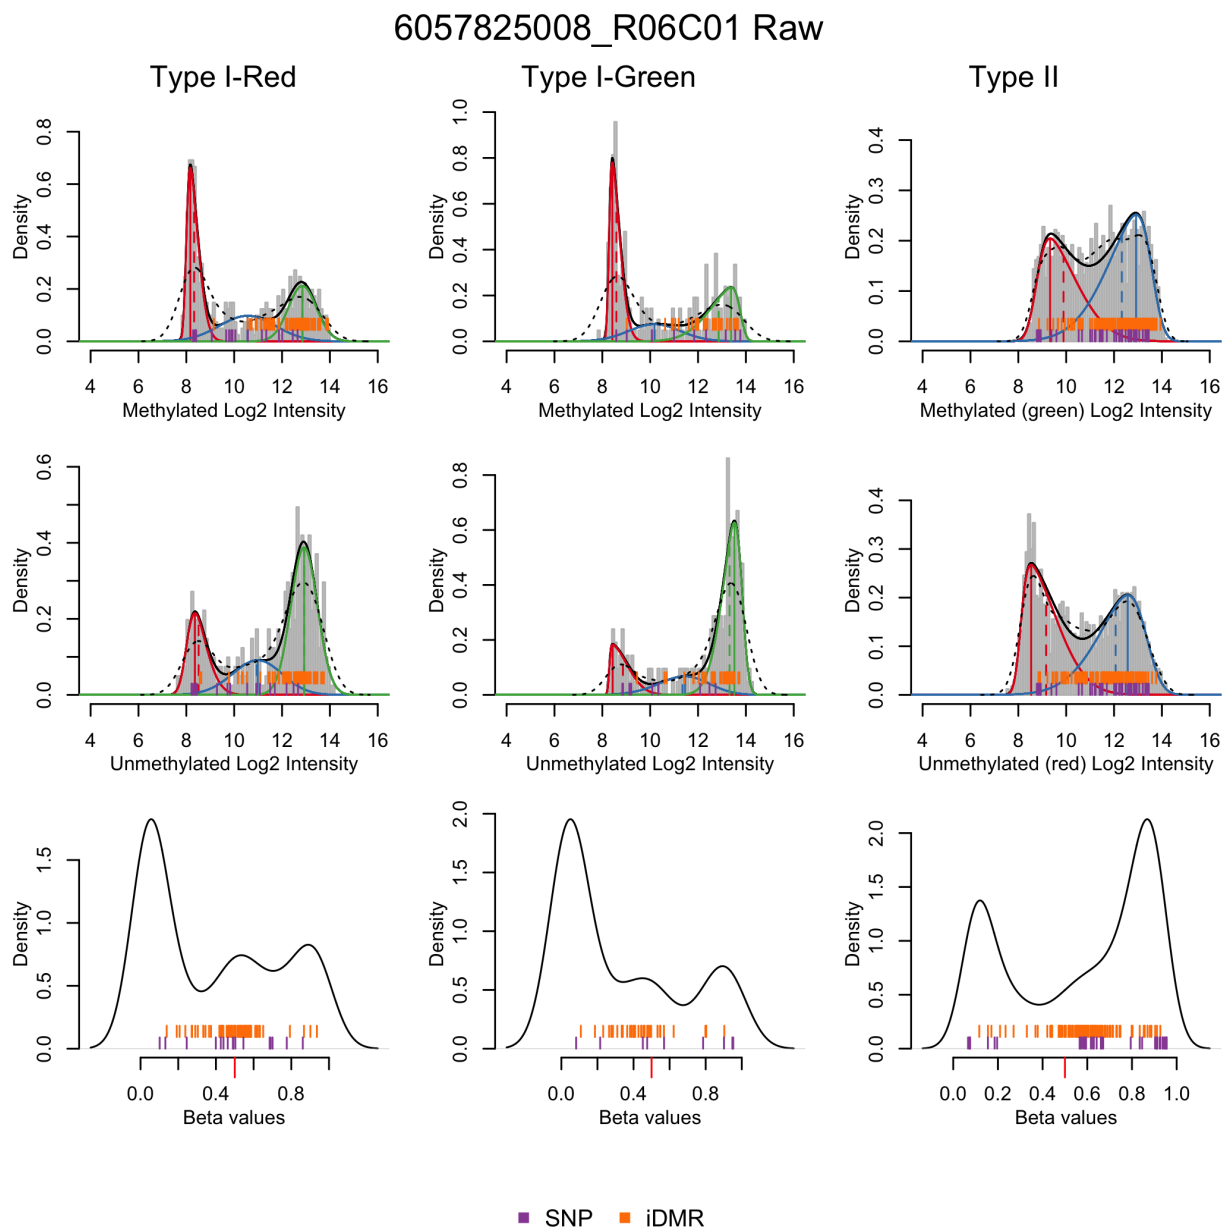 6057825008_R06C01 Raw
Type I-Red
Type I-Green
Type II
Density
0.0
0.2
0.4
0.6
0.8
4 6 8 10 12 14 16
Methylated Log2 Intensity
Density
0.0
0.2
0.4
0.6
0.8
1.0
4 6 8 10 12 14 16
Methylated Log2 Intensity
Density
0.0
0.1
0.2
0.3
0.4
4 6 8 10 12 14 16
Methylated (green) Log2 Intensity
Density
0.0
0.2
0.4
0.6
4 6 8 10 12 14 16
Unmethylated Log2 Intensity
Density
0.0
0.2
0.4
0.6
0.8
4 6 8 10 12 14 16
Unmethylated Log2 Intensity
Density
0.0
0.1
0.2
0.3
0.4
4 6 8 10 12 14 16
Unmethylated (red) Log2 Intensity
Density
0.0
0.5
1.0
1.5
0.0 0.4 0.8
Beta values
Density
0.0
0.5
1.0
1.5
2.0
0.0 0.4 0.8
Beta values
Density
0.0
0.5
1.0
1.5
2.0
0.0 0.2 0.4 0.6 0.8 1.0
Beta values
SNP iDMR